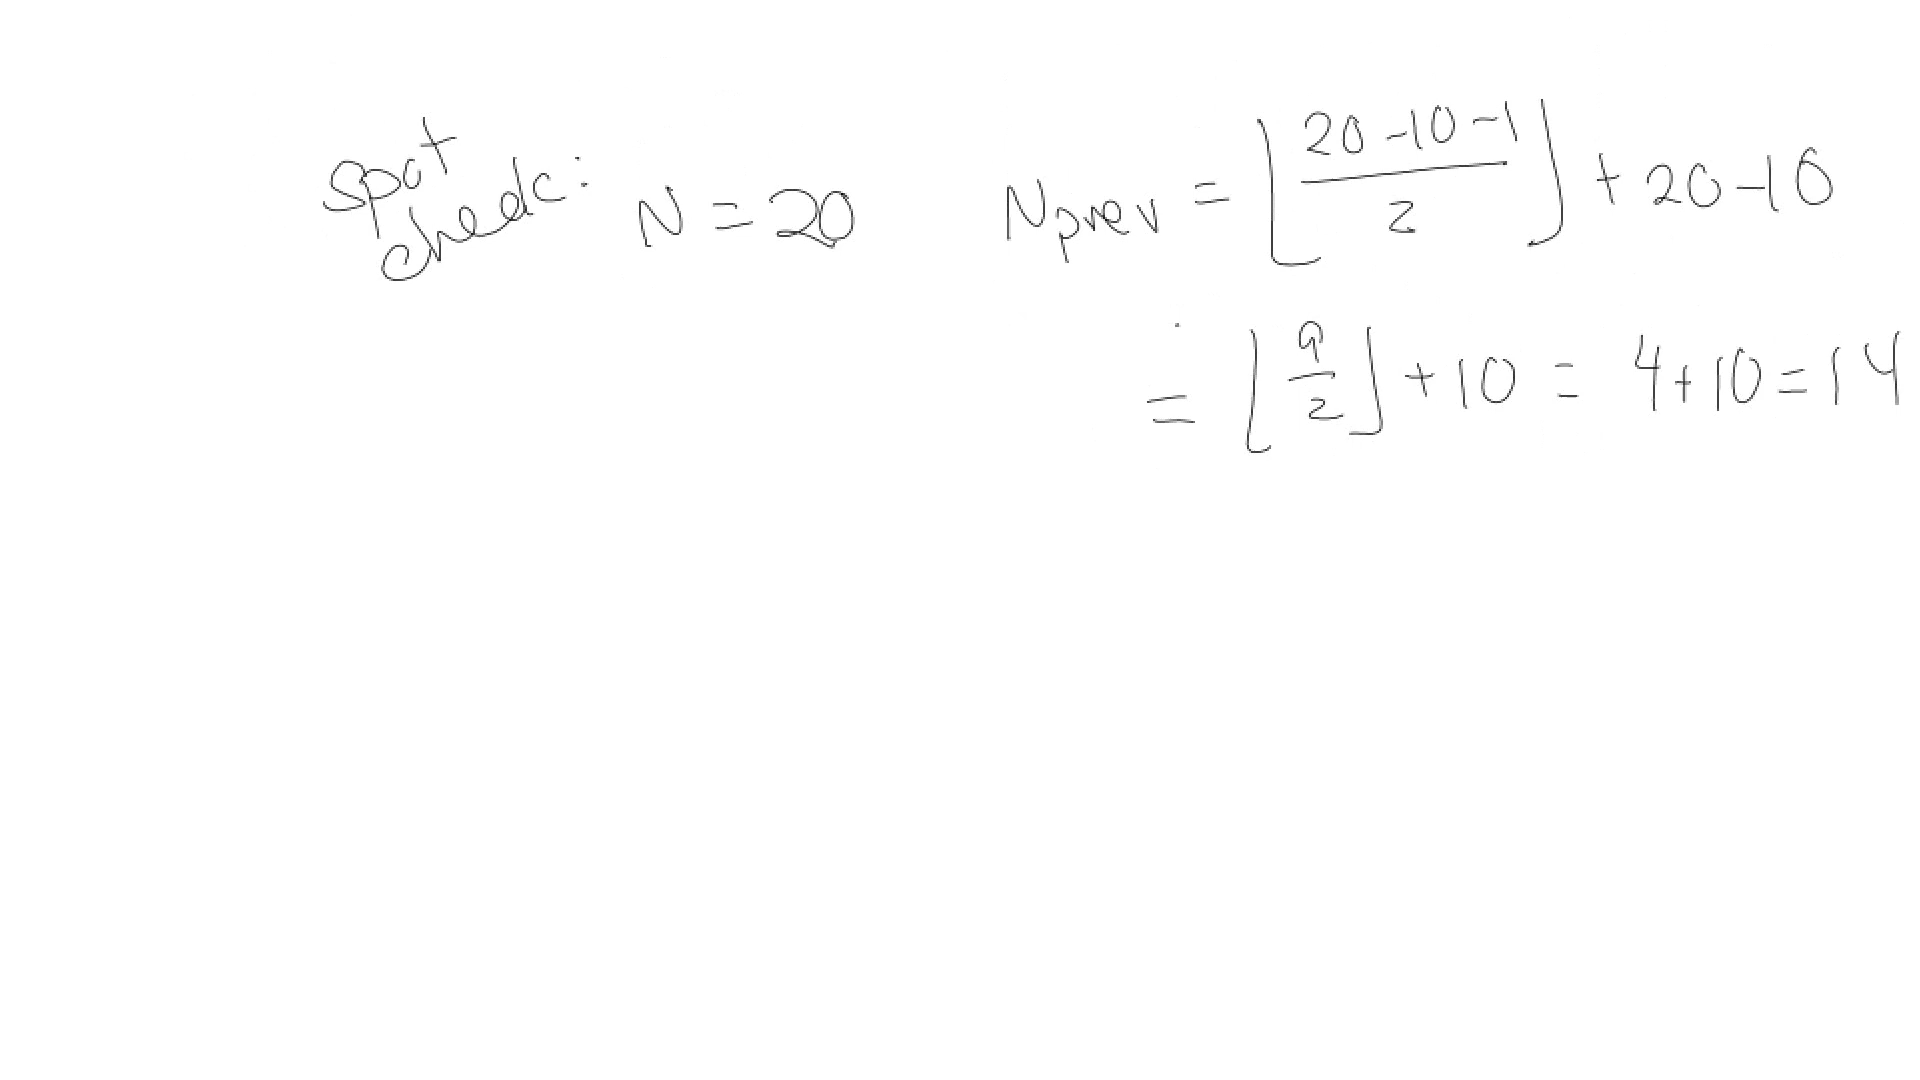 spot check: N = 20 Nprev = ⌊(20-10-1)/2⌋ + 20-10
= ⌊9/2⌋ + 10 = 4+10 = 14